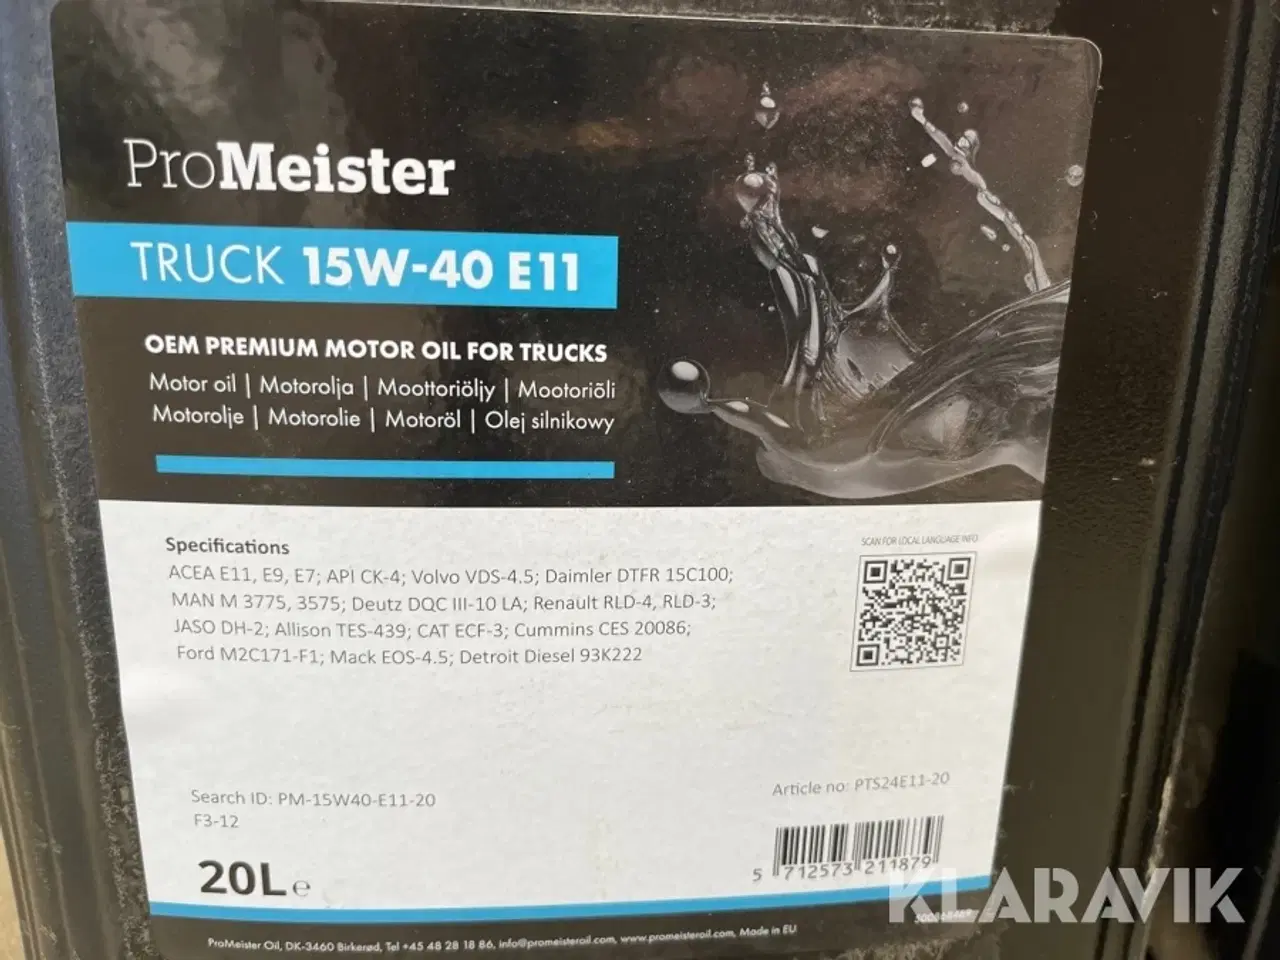 ProMeister
TRUCK 15W-40 E11
OEM PREMIUM MOTOR OIL FOR TRUCKS
Motor oil | Motorolja | Moottoriöljy | Mootoriõli
Motorolje | Motorolie | Motoröl | Olej silnikowy
Specifications
ACEA E11, E9, E7; API CK-4; Volvo VDS-4.5; Daimler DTFR 15C100;
MAN M 3775, 3575; Deutz DQC III-10 LA; Renault RLD-4, RLD-3;
JASO DH-2; Allison TES-439; CAT ECF-3; Cummins CES 20086;
Ford M2C171-F1; Mack EOS-4.5; Detroit Diesel 93K222
SCAN FOR LOCAL LANGUAGE INFO
Search ID: PM-15W40-E11-20
F3-12
Article no: PTS24E11-20
20L e
5 712573 211879
KLARAVIK
ProMeister Oil, DK-3460 Birkerød, Tel +45 48 28 18 86, info@promeisteroil.com, www.promeisteroil.com, Made in EU